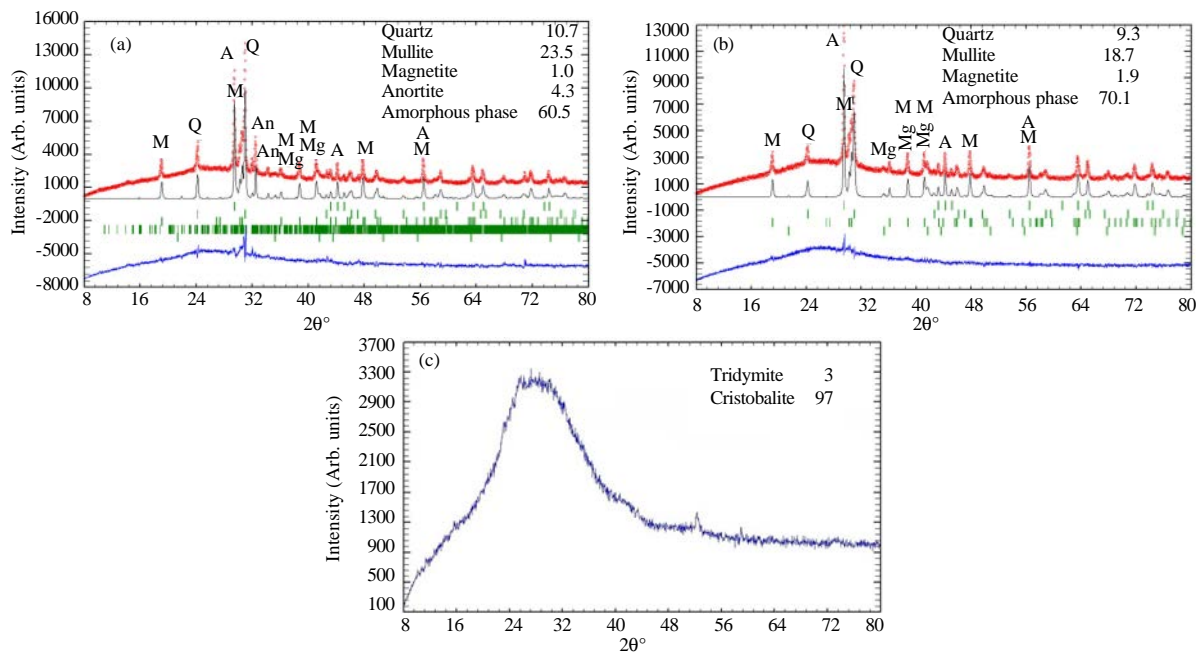 (a)
Quartz 10.7
Mullite 23.5
Magnetite 1.0
Anortite 4.3
Amorphous phase 60.5
Intensity (Arb. units)
16000
13000
10000
7000
4000
1000
-2000
-5000
-8000
M
Q
A
M
Q
An
An
M
Mg
M
Mg
A
M
A
M
8 16 24 32 40 48 56 64 72 80
2θ°
(b)
Quartz 9.3
Mullite 18.7
Magnetite 1.9
Amorphous phase 70.1
Intensity (Arb. units)
13000
11000
9000
7000
5000
3000
1000
-1000
-3000
-5000
-7000
M
Q
A
M
Q
Mg
M
Mg
M
Mg
A
M
A
M
8 16 24 32 40 48 56 64 72 80
2θ°
(c)
Tridymite 3
Cristobalite 97
Intensity (Arb. units)
3700
3300
2900
2500
2100
1700
1300
900
500
100
8 16 24 32 40 48 56 64 72 80
2θ°